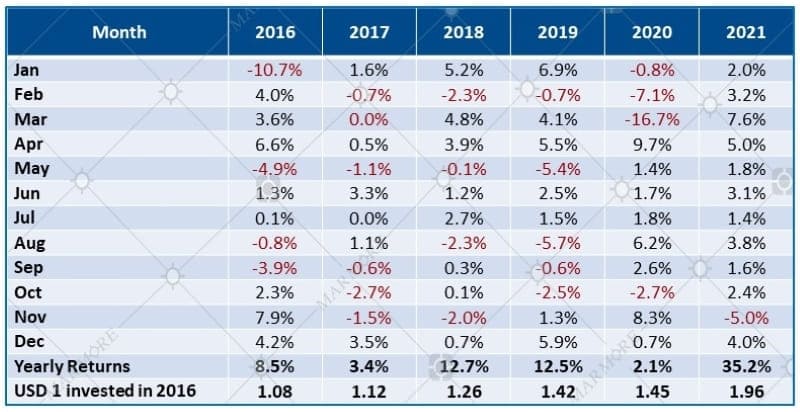 Month 2016 2017 2018 2019 2020 2021
Jan -10.7% 1.6% 5.2% 6.9% -0.8% 2.0%
Feb 4.0% -0.7% -2.3% -0.7% -7.1% 3.2%
Mar 3.6% 0.0% 4.8% 4.1% -16.7% 7.6%
Apr 6.6% 0.5% 3.9% 5.5% 9.7% 5.0%
May -4.9% -1.1% -0.1% -5.4% 1.4% 1.8%
Jun 1.3% 3.3% 1.2% 2.5% 1.7% 3.1%
Jul 0.1% 0.0% 2.7% 1.5% 1.8% 1.4%
Aug -0.8% 1.1% -2.3% -5.7% 6.2% 3.8%
Sep -3.9% -0.6% 0.3% -0.6% 2.6% 1.6%
Oct 2.3% -2.7% 0.1% -2.5% -2.7% 2.4%
Nov 7.9% -1.5% -2.0% 1.3% 8.3% -5.0%
Dec 4.2% 3.5% 0.7% 5.9% 0.7% 4.0%
Yearly Returns 8.5% 3.4% 12.7% 12.5% 2.1% 35.2%
USD 1 invested in 2016 1.08 1.12 1.26 1.42 1.45 1.96
MARMORE
MARMORE
MARMORE
MARMORE
MARMORE